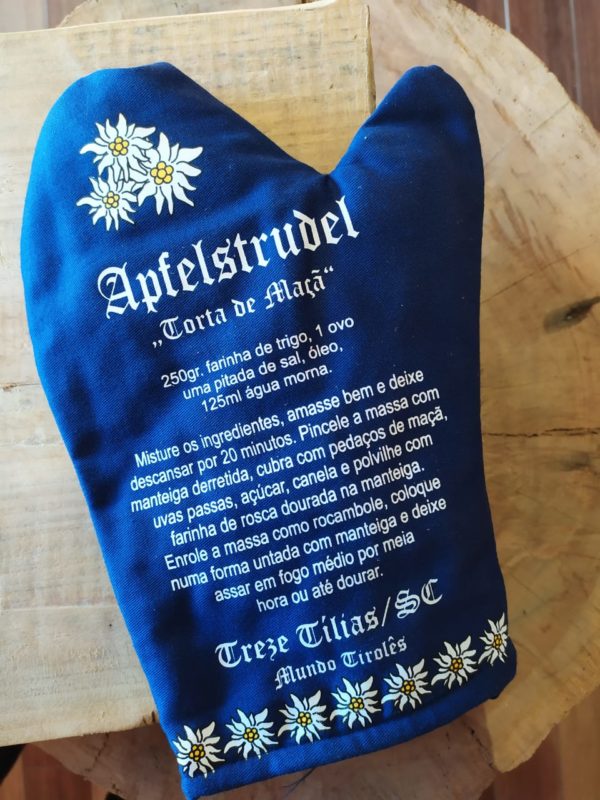 Apfelstrudel
„Torta de Maçã“
250gr. farinha de trigo, 1 ovo
uma pitada de sal, óleo,
125ml água morna.
Misture os ingredientes, amasse bem e deixe
descansar por 20 minutos. Pincele a massa com
manteiga derretida, cubra com pedaços de maçã,
uvas passas, açúcar, canela e polvilhe com
farinha de rosca dourada na manteiga.
Enrole a massa como rocambole, coloque
numa forma untada com manteiga e deixe
assar em fogo médio por meia
hora ou até dourar.
Treze Tílias/SC
Mundo Tirolês